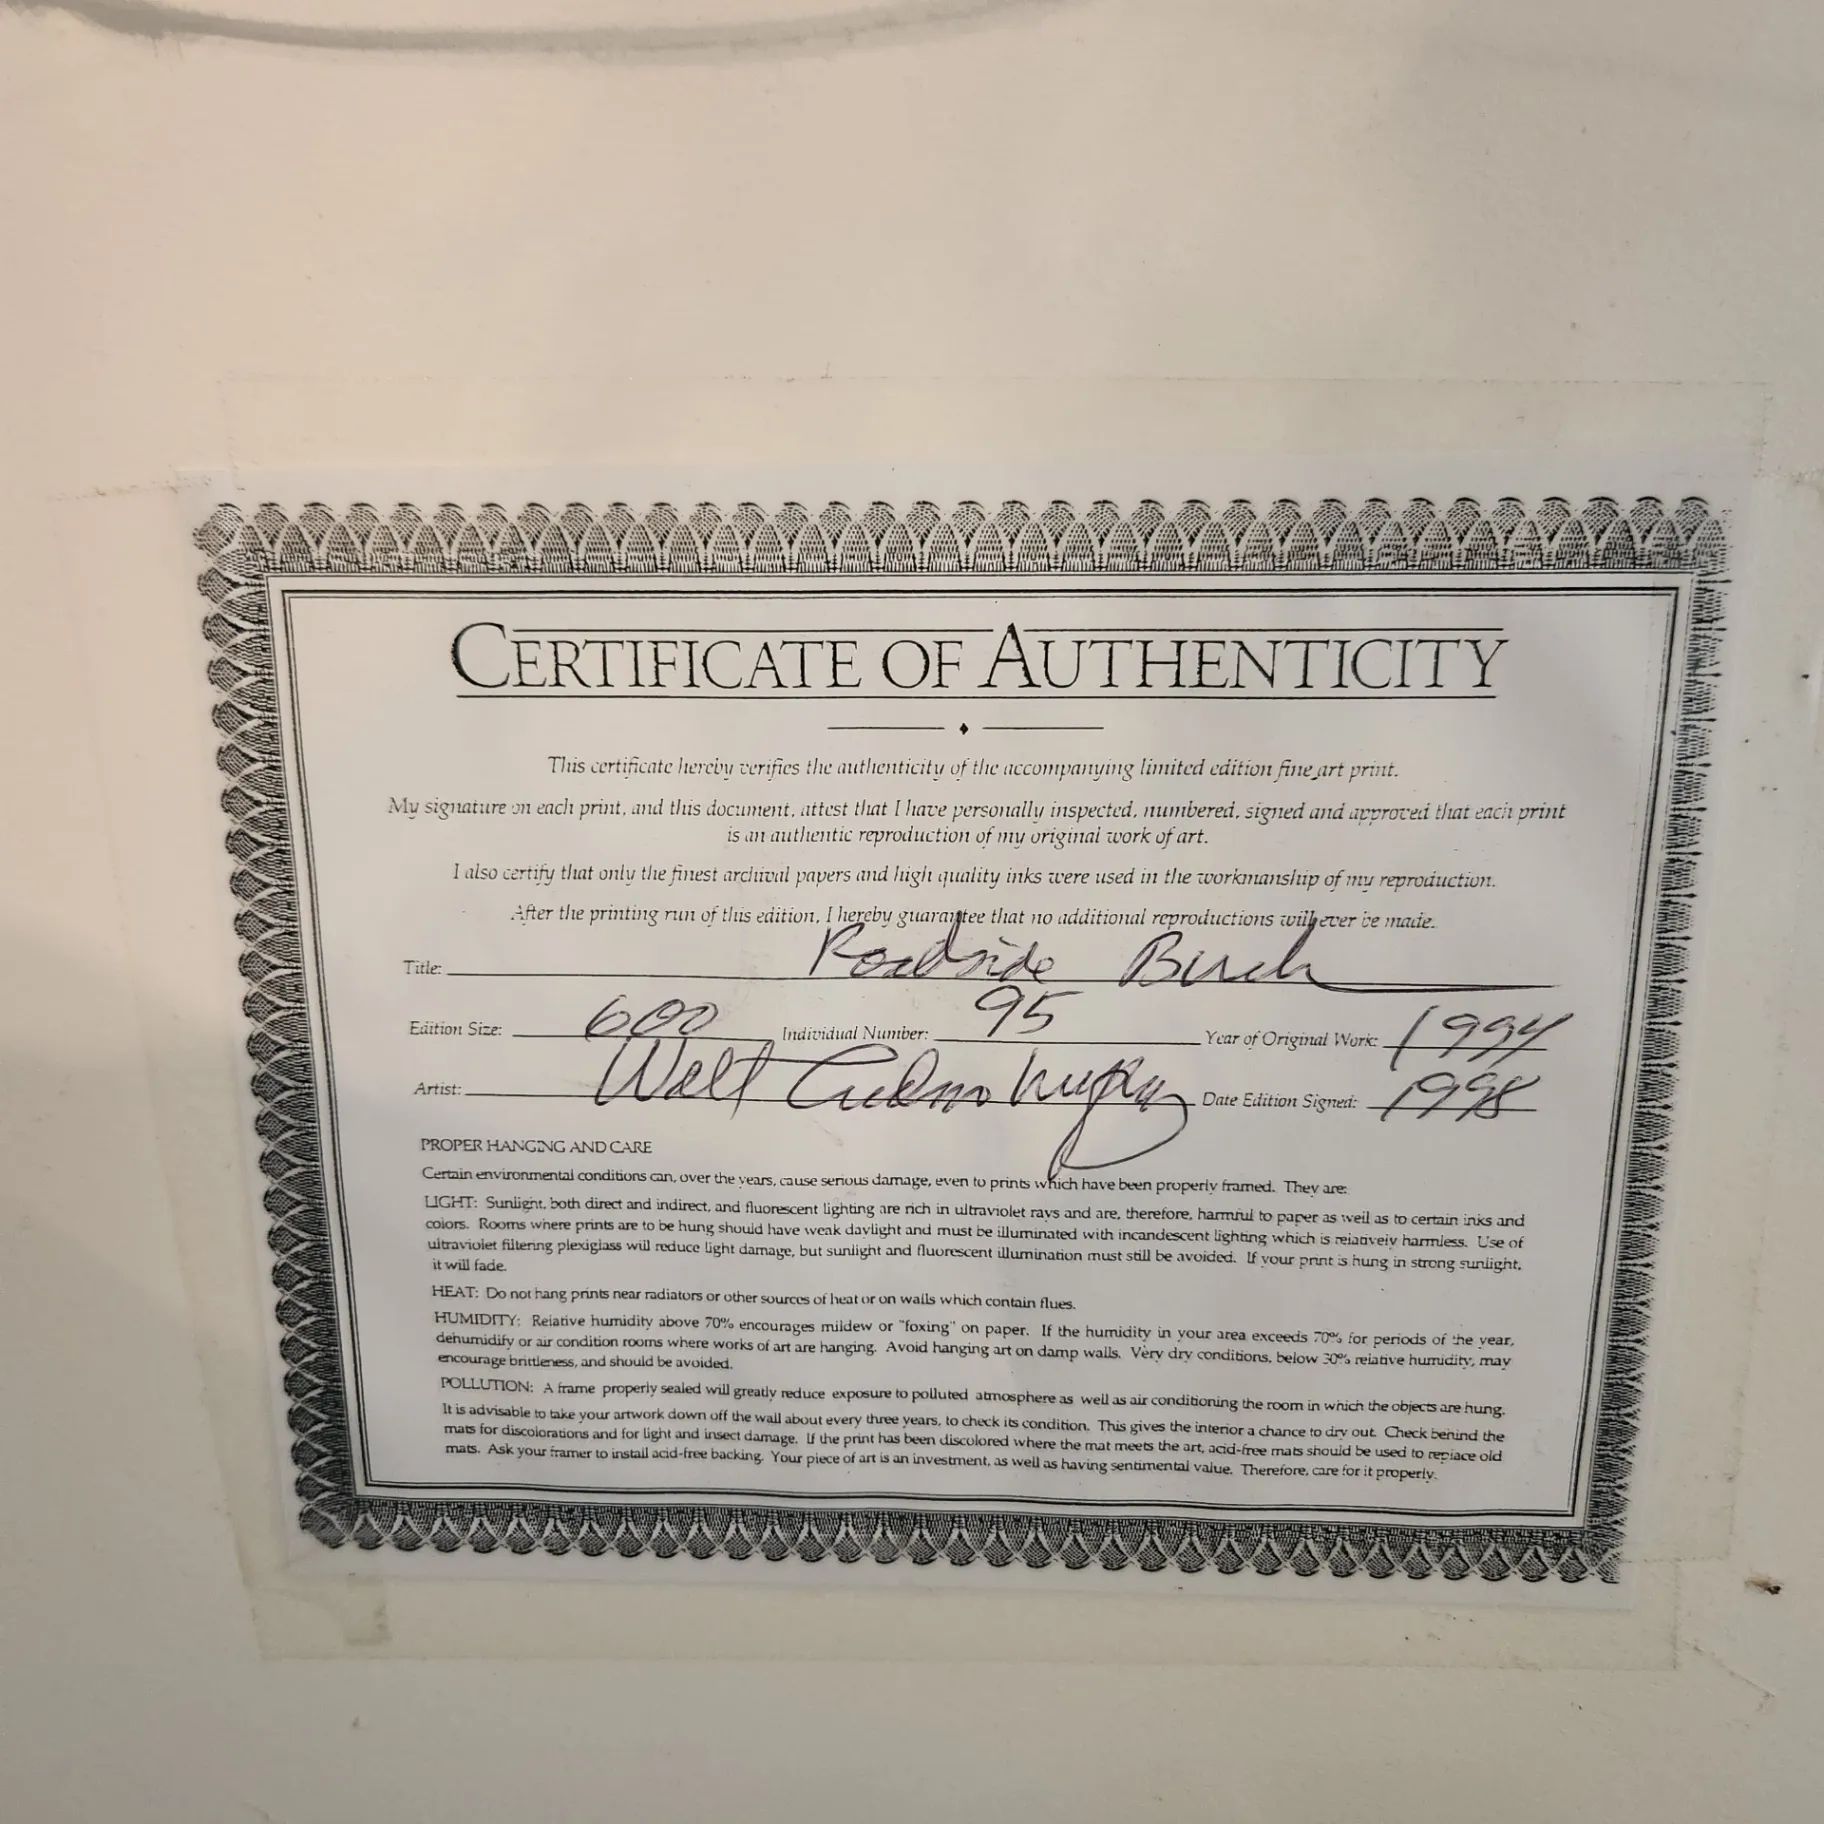 CERTIFICATE OF AUTHENTICITY
This certificate hereby verifies the authenticity of the accompanying limited edition fine art print.
My signature on each print, and this document, attest that I have personally inspected, numbered, signed and approved that each print
is an authentic reproduction of my original work of art.
I also certify that only the finest archival papers and high quality inks were used in the workmanship of my reproduction.
After the printing run of this edition, I hereby guarantee that no additional reproductions will ever be made.
Title: Roadside Birch
Edition Size: 600 Individual Number: 95 Year of Original Work: 1994
Artist: Walt Date Edition Signed: 1998
PROPER HANGING AND CARE
Certain environmental conditions can, over the years, cause serious damage, even to prints which have been properly framed. They are:
LIGHT: Sunlight, both direct and indirect, and fluorescent lighting are rich in ultraviolet rays and are, therefore, harmful to paper as well as to certain inks and
colors. Rooms where prints are to be hung should have weak daylight and must be illuminated with incandescent lighting which is relatively harmless. Use of
ultraviolet filtering plexiglass will reduce light damage, but sunlight and fluorescent illumination must still be avoided. If your print is hung in strong sunlight,
it will fade.
HEAT: Do not hang prints near radiators or other sources of heat or on walls which contain flues.
HUMIDITY: Relative humidity above 70% encourages mildew or "foxing" on paper. If the humidity in your area exceeds 70% for periods of the year,
dehumidify or air condition rooms where works of art are hanging. Avoid hanging art on damp walls. Very dry conditions, below 30% relative humidity, may
encourage brittleness, and should be avoided.
POLLUTION: A frame properly sealed will greatly reduce exposure to polluted atmosphere as well as air conditioning the room in which the objects are hung.
It is advisable to take your artwork down off the wall about every three years, to check its condition. This gives the interior a chance to dry out. Check behind the
mats for discolorations and for light and insect damage. If the print has been discolored where the mat meets the art, acid-free mats should be used to replace old
mats. Ask your framer to install acid-free backing. Your piece of art is an investment, as well as having sentimental value. Therefore, care for it properly.